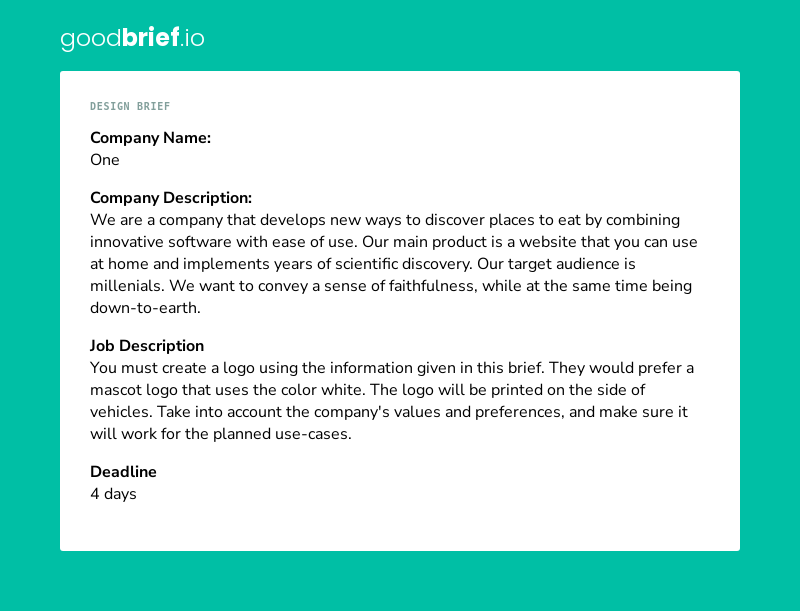 goodbrief.io
DESIGN BRIEF
Company Name:
One
Company Description:
We are a company that develops new ways to discover places to eat by combining
innovative software with ease of use. Our main product is a website that you can use
at home and implements years of scientific discovery. Our target audience is
millenials. We want to convey a sense of faithfulness, while at the same time being
down-to-earth.
Job Description
You must create a logo using the information given in this brief. They would prefer a
mascot logo that uses the color white. The logo will be printed on the side of
vehicles. Take into account the company's values and preferences, and make sure it
will work for the planned use-cases.
Deadline
4 days